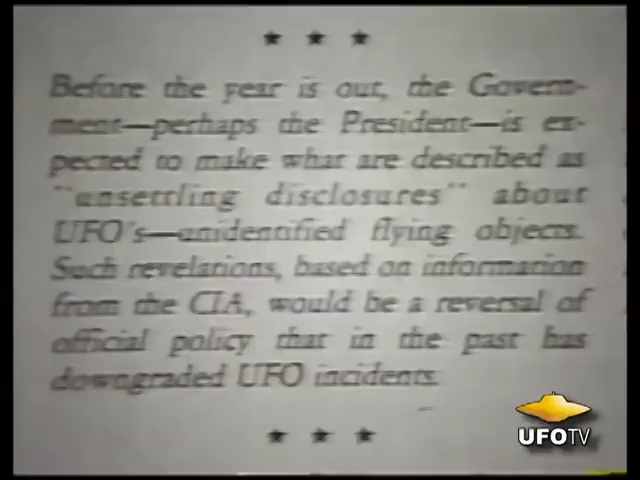 ★ ★ ★
Before the year is out, the Govern-
ment—perhaps the President—is ex-
pected to make what are described as
"unsettling disclosures" about
UFO's—unidentified flying objects.
Such revelations, based on information
from the CIA, would be a reversal of
official policy that in the past has
downgraded UFO incidents.
★ ★ ★
UFOTV